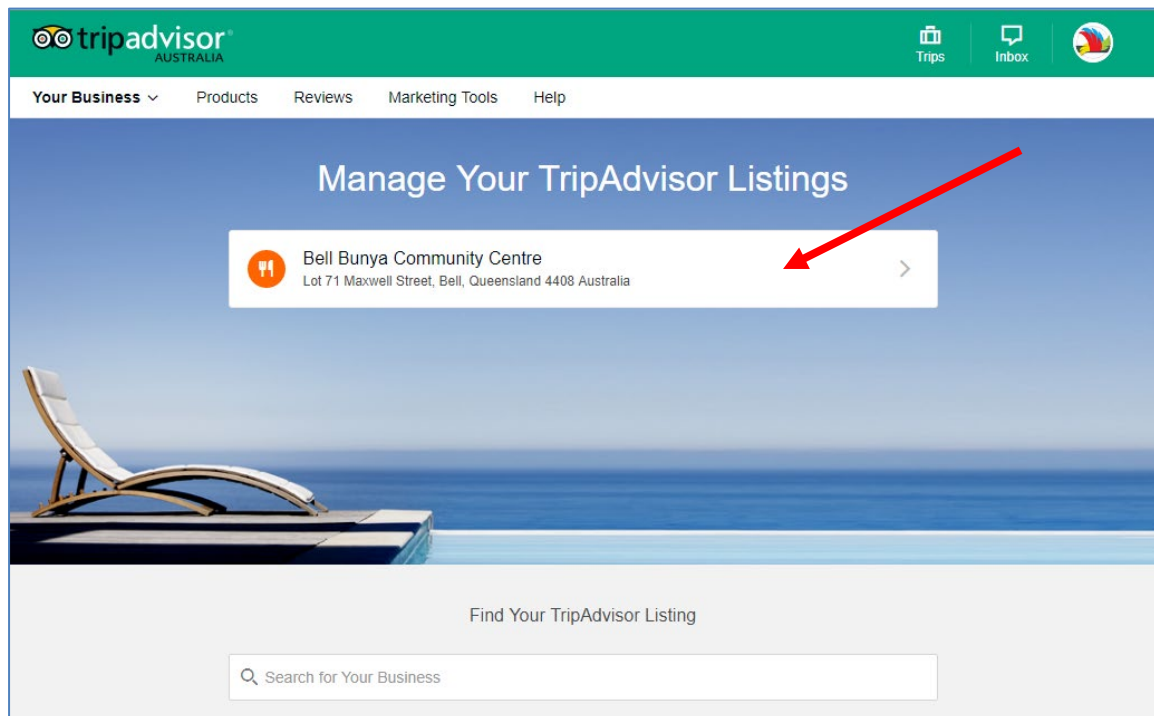 tripadvisor®
AUSTRALIA
Trips
Inbox
Your Business
Products
Reviews
Marketing Tools
Help
Manage Your TripAdvisor Listings
Bell Bunya Community Centre
Lot 71 Maxwell Street, Bell, Queensland 4408 Australia
Find Your TripAdvisor Listing
Search for Your Business